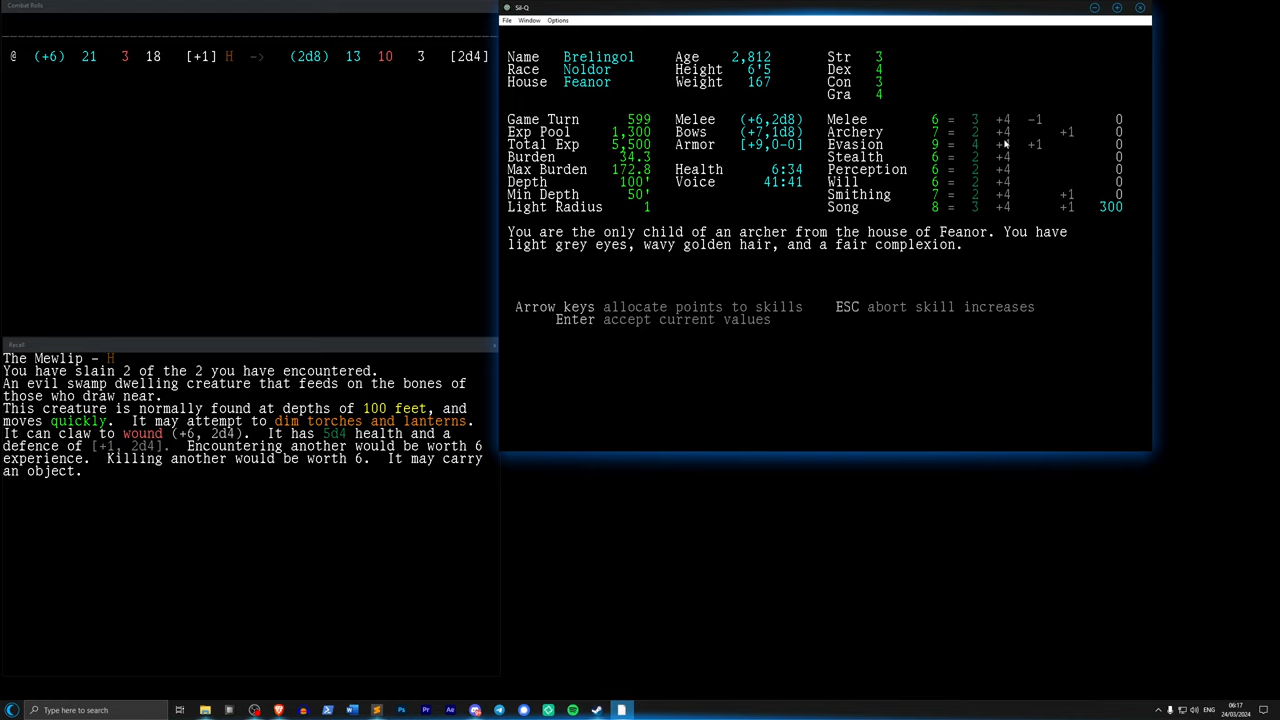 Combat Rolls
@ (+6) 21 3 18 [+1] H -> (2d8) 13 10 3 [2d4]
Recall
The Mewlip - H
You have slain 2 of the 2 you have encountered.
An evil swamp dwelling creature that feeds on the bones of
those who draw near.
This creature is normally found at depths of 100 feet, and
moves quickly. It may attempt to dim torches and lanterns.
It can claw to wound (+6, 2d4). It has 5d4 health and a
defence of [+1, 2d4]. Encountering another would be worth 6
experience. Killing another would be worth 6. It may carry
an object.
Sil-Q
File Window Options
Name Brelingol Age 2,812 Str 3
Race Noldor Height 6'5 Dex 4
House Feanor Weight 167 Con 3
Gra 4
Game Turn 599 Melee (+6,2d8) Melee 6 = 3 +4 -1 0
Exp Pool 1,300 Bows (+7,1d8) Archery 7 = 2 +4 +1 0
Total Exp 5,500 Armor [+9,0-0] Evasion 9 = 4 +4 +1 0
Burden 34.3 Stealth 6 = 2 +4 0
Max Burden 172.8 Health 6:34 Perception 6 = 2 +4 0
Depth 100' Voice 41:41 Will 6 = 2 +4 0
Min Depth 50' Smithing 7 = 2 +4 +1 0
Light Radius 1 Song 8 = 3 +4 +1 300
You are the only child of an archer from the house of Feanor. You have
light grey eyes, wavy golden hair, and a fair complexion.
Arrow keys allocate points to skills ESC abort skill increases
Enter accept current values
Type here to search
Ps Pr Ae
ENG
06:17
24/03/2024